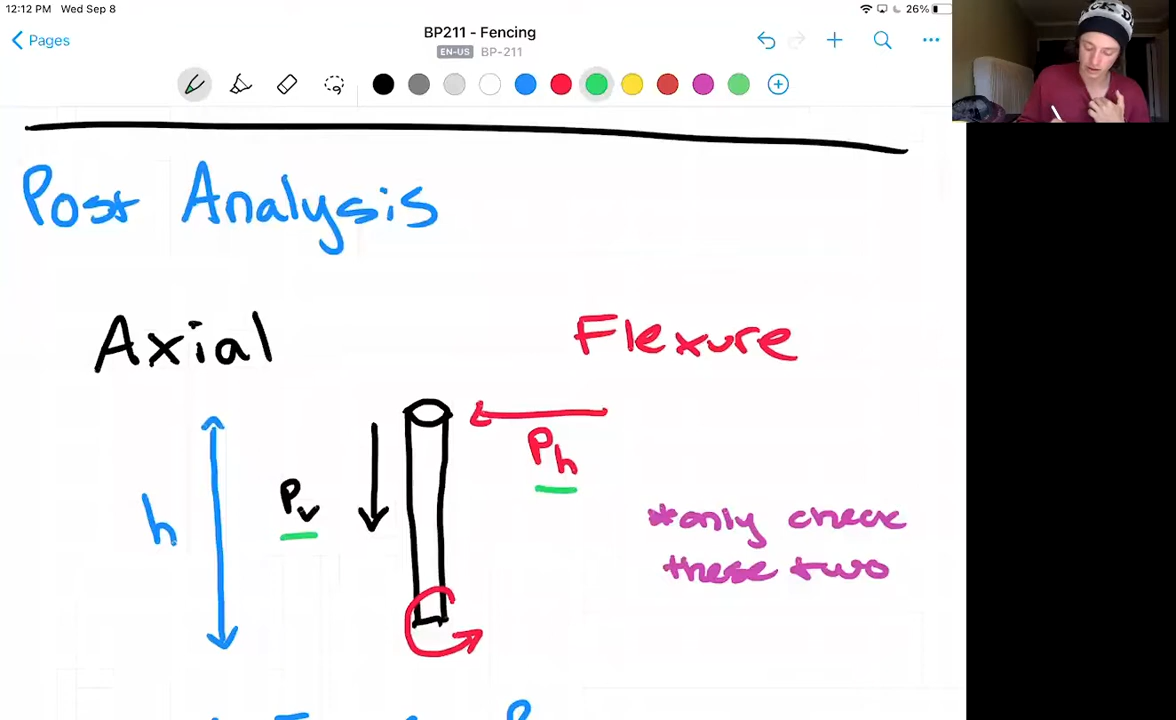 12:12 PM Wed Sep 8
26%
Pages
BP211 - Fencing
EN-US BP-211
Post Analysis
Axial
Flexure
Ph
h
Pv
*only check
these two